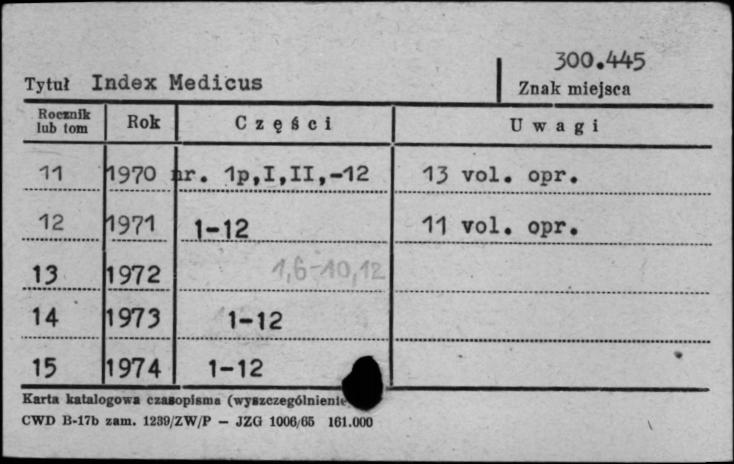 300.445
Tytuł Index Medicus Znak miejsca
Rocznik lub tom Rok Części Uwagi
11 1970 nr. 1p,I,II,-12 13 vol. opr.
12 1971 1-12 11 vol. opr.
13 1972 1,6-10,12
14 1973 1-12
15 1974 1-12
Karta katalogowa czasopisma (wyszczególnienie
CWD B-17b zam. 1239/ZW/P — JZG 1006/65 161.000